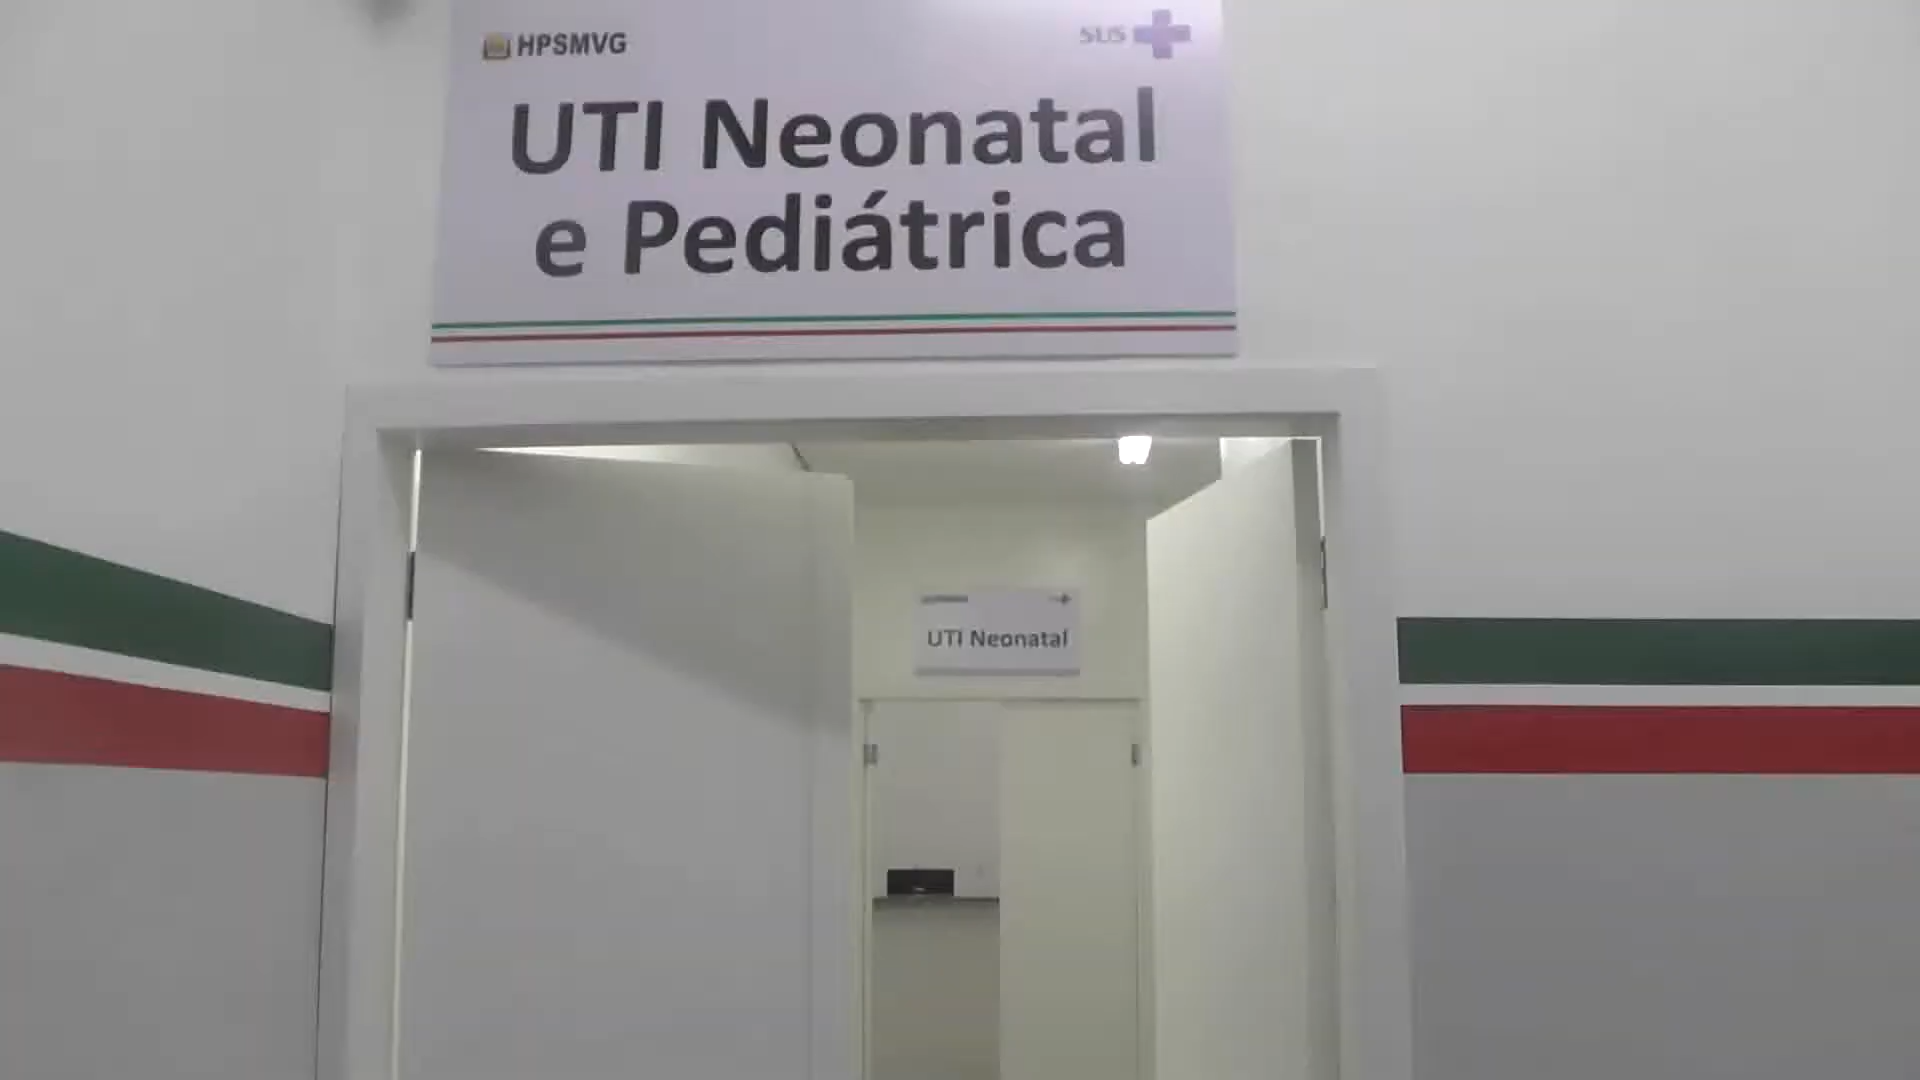 HPSMVG
SUS
UTI Neonatal
e Pediátrica
UTI Neonatal